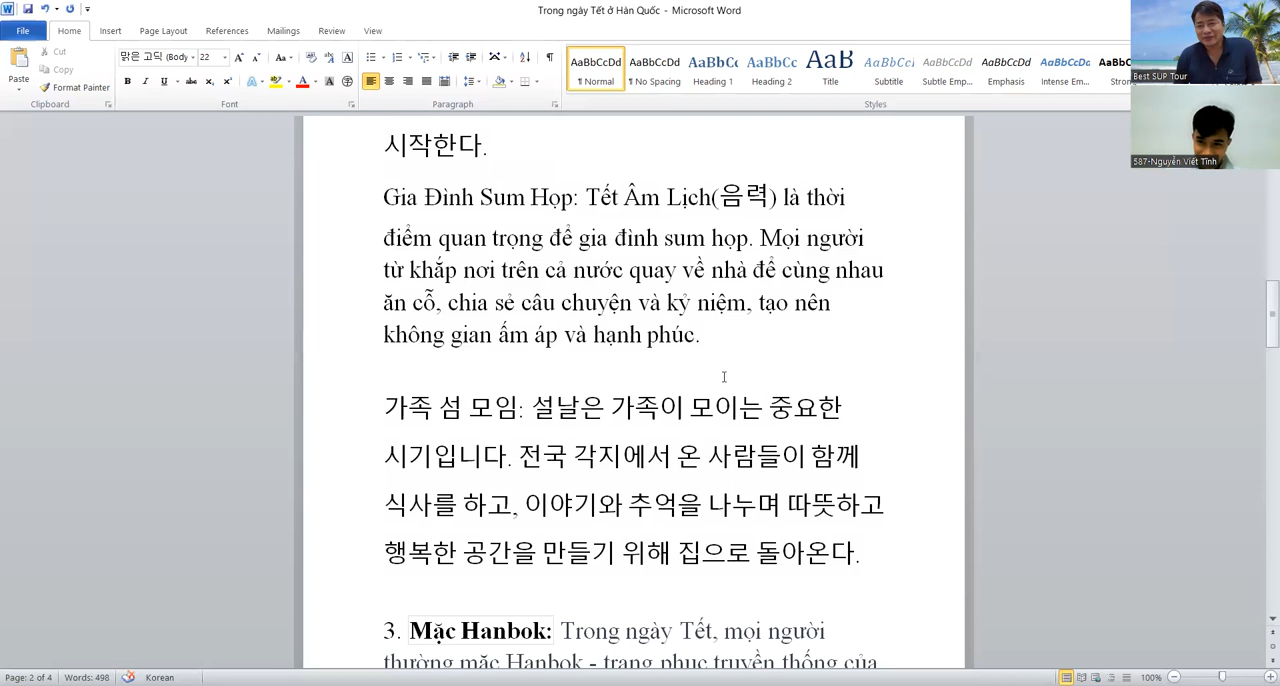 Trong ngày Tết ở Hàn Quốc - Microsoft Word
File Home Insert Page Layout References Mailings Review View
Paste
Cut
Copy
Format Painter
Clipboard
맑은 고딕 (Body 22
Font
Paragraph
AaBbCcDd AaBbCcDd AaBbCc AaBbCc AaB AaBbCcI AaBbCcDd AaBbCcDd AaBbCcDd
¶ Normal ¶ No Spacing Heading 1 Heading 2 Title Subtitle Subtle Emp... Emphasis Intense Em...
Styles
Best SUP Tour
587-Nguyễn Viết Tĩnh
시작한다.
Gia Đình Sum Họp: Tết Âm Lịch(음력) là thời
điểm quan trọng để gia đình sum họp. Mọi người
từ khắp nơi trên cả nước quay về nhà để cùng nhau
ăn cỗ, chia sẻ câu chuyện và kỷ niệm, tạo nên
không gian ấm áp và hạnh phúc.
가족 섬 모임: 설날은 가족이 모이는 중요한
시기입니다. 전국 각지에서 온 사람들이 함께
식사를 하고, 이야기와 추억을 나누며 따뜻하고
행복한 공간을 만들기 위해 집으로 돌아온다.
3. Mặc Hanbok: Trong ngày Tết, mọi người
thường mặc Hanbok - trang phục truyền thống của
Page: 2 of 4 Words: 498 Korean 100%